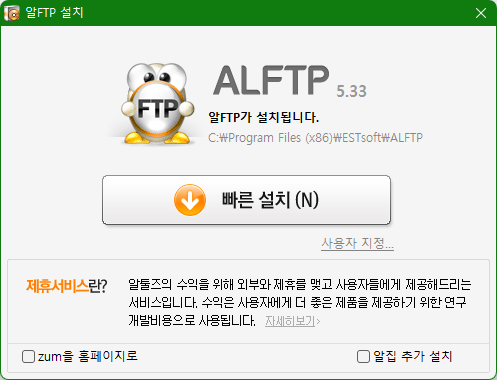 알FTP 설치
FTP
ALFTP 5.33
알FTP가 설치됩니다.
C:₩Program Files (x86)₩ESTsoft₩ALFTP
빠른 설치 (N)
사용자 지정...
제휴서비스란?
알툴즈의 수익을 위해 외부와 제휴를 맺고 사용자들에게 제공해드리는
서비스입니다. 수익은 사용자에게 더 좋은 제품을 제공하기 위한 연구
개발비용으로 사용됩니다. 자세히보기>
zum을 홈페이지로
알집 추가 설치